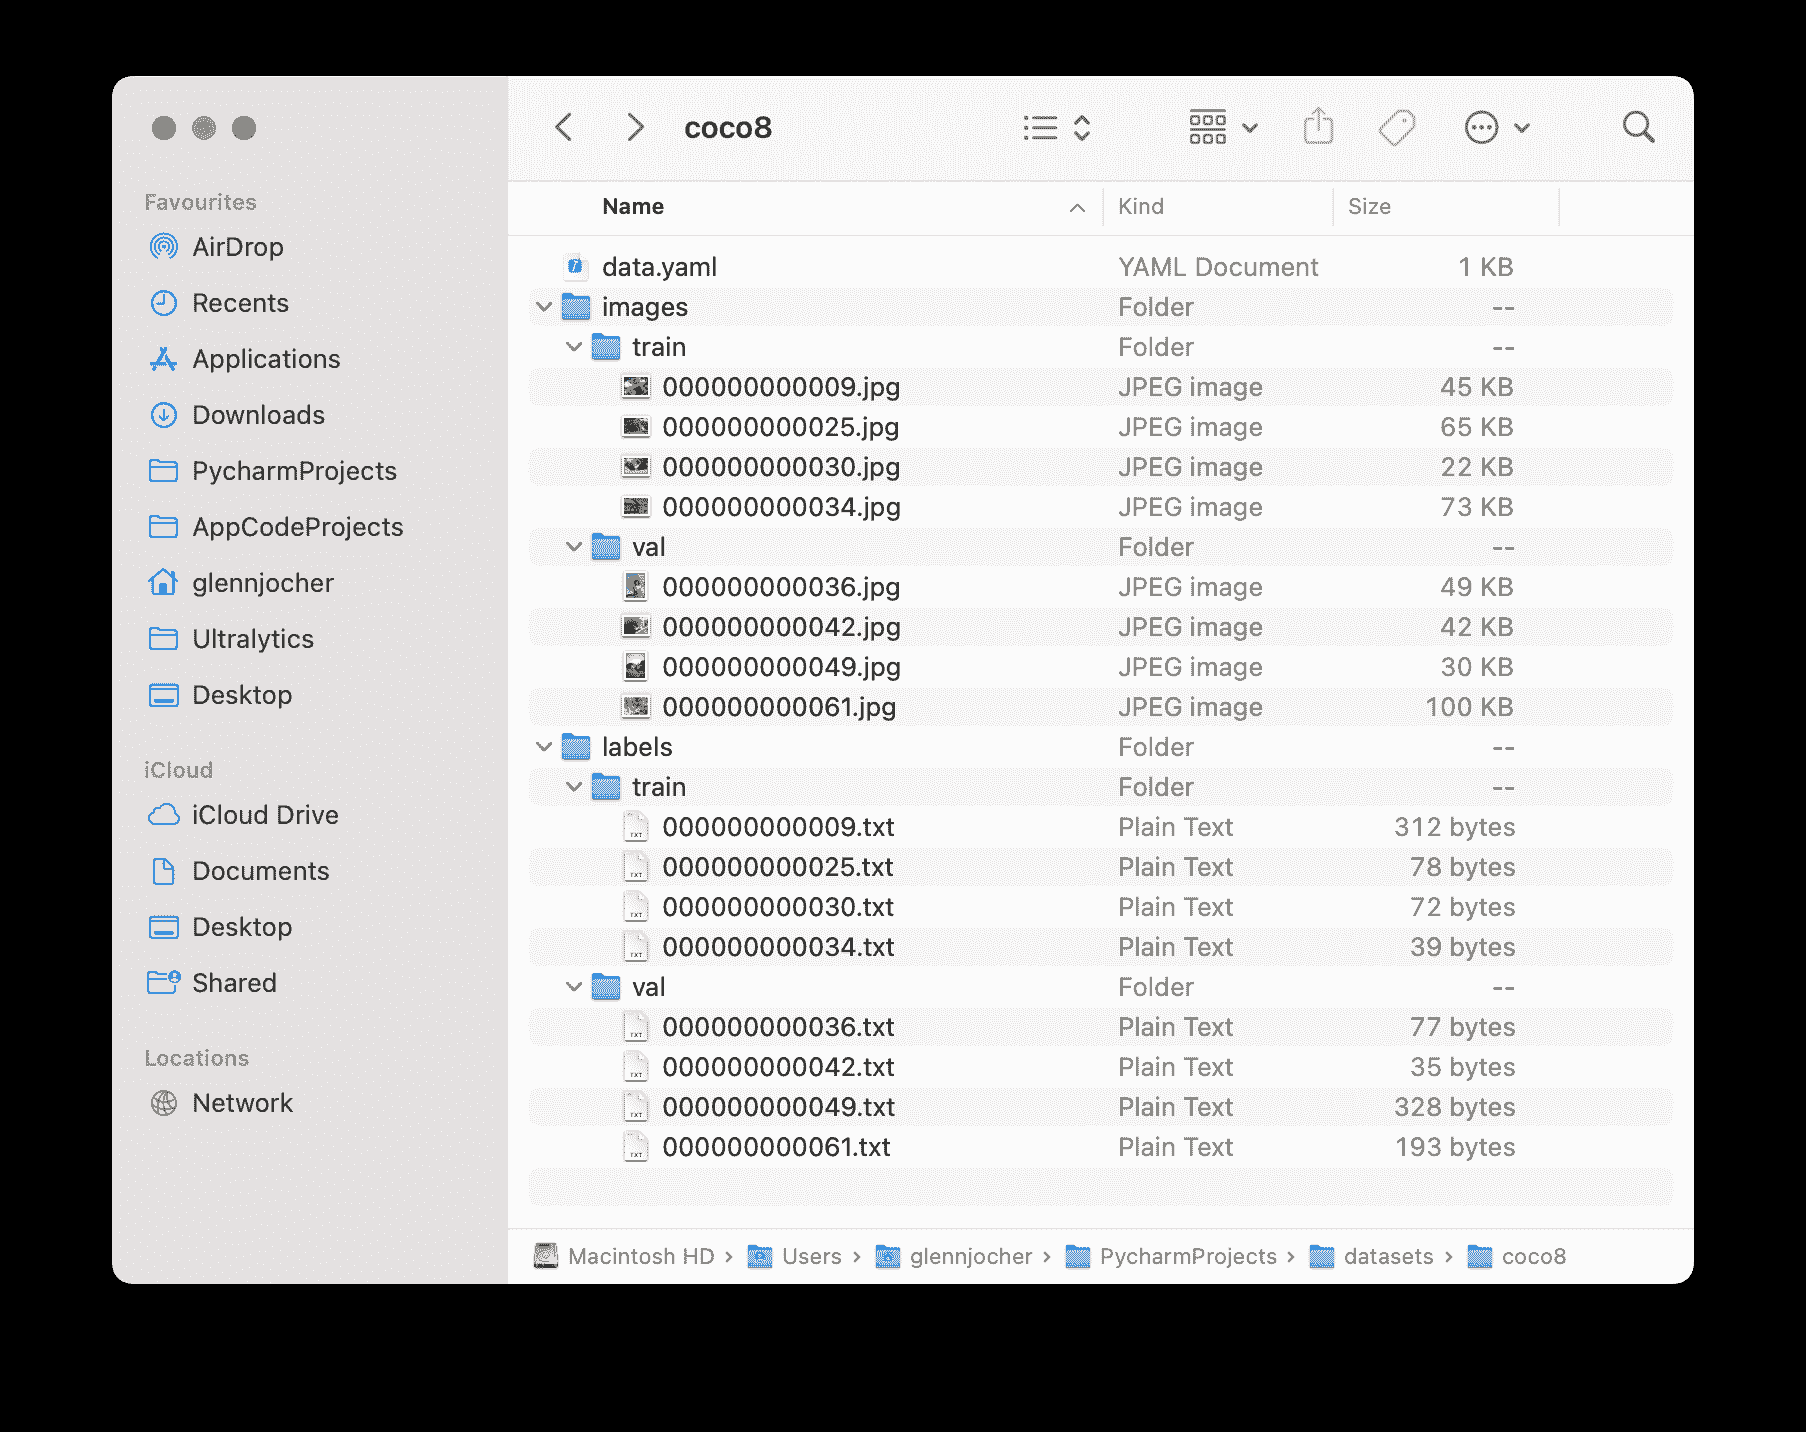 coco8
Favourites
AirDrop
Recents
Applications
Downloads
PycharmProjects
AppCodeProjects
glennjocher
Ultralytics
Desktop
iCloud
iCloud Drive
Documents
Desktop
Shared
Locations
Network
Name Kind Size
data.yaml YAML Document 1 KB
images Folder --
train Folder --
000000000009.jpg JPEG image 45 KB
000000000025.jpg JPEG image 65 KB
000000000030.jpg JPEG image 22 KB
000000000034.jpg JPEG image 73 KB
val Folder --
000000000036.jpg JPEG image 49 KB
000000000042.jpg JPEG image 42 KB
000000000049.jpg JPEG image 30 KB
000000000061.jpg JPEG image 100 KB
labels Folder --
train Folder --
000000000009.txt Plain Text 312 bytes
000000000025.txt Plain Text 78 bytes
000000000030.txt Plain Text 72 bytes
000000000034.txt Plain Text 39 bytes
val Folder --
000000000036.txt Plain Text 77 bytes
000000000042.txt Plain Text 35 bytes
000000000049.txt Plain Text 328 bytes
000000000061.txt Plain Text 193 bytes
Macintosh HD › Users › glennjocher › PycharmProjects › datasets › coco8